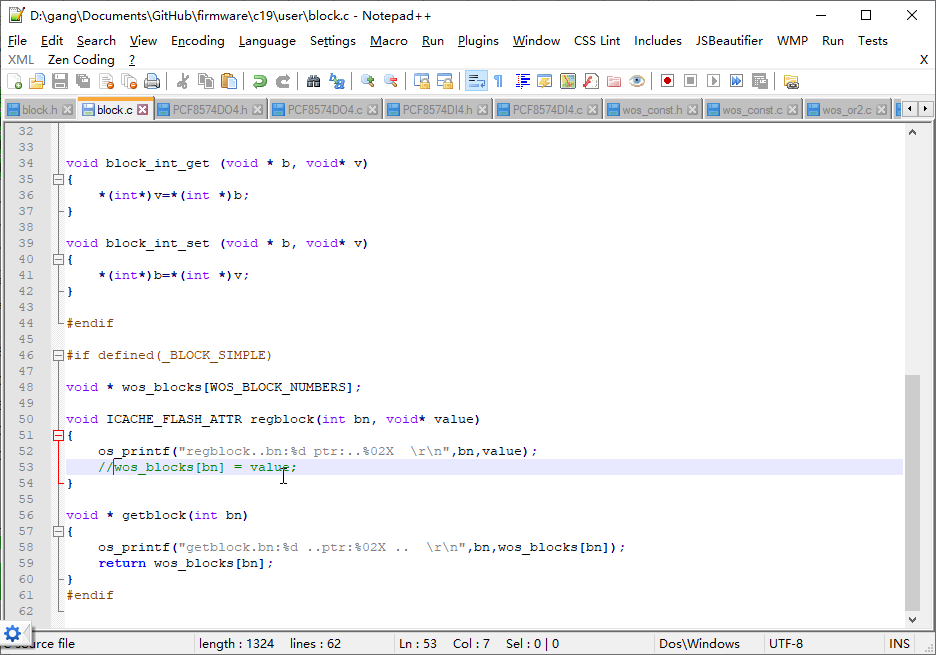 D:\gang\Documents\GitHub\firmware\c19\user\block.c - Notepad++
File Edit Search View Encoding Language Settings Macro Run Plugins Window CSS Lint Includes JSBeautifier WMP Run Tests
XML Zen Coding ? X
block.h block.c PCF8574DO4.h PCF8574DO4.c PCF8574DI4.h PCF8574DI4.c wos_const.h wos_const.c wos_or2.c
32
33
34 void block_int_get (void * b, void* v)
35 {
36 *(int*)v=*(int *)b;
37 }
38
39 void block_int_set (void * b, void* v)
40 {
41 *(int*)b=*(int *)v;
42 }
43
44 #endif
45
46 #if defined(_BLOCK_SIMPLE)
47
48 void * wos_blocks[WOS_BLOCK_NUMBERS];
49
50 void ICACHE_FLASH_ATTR regblock(int bn, void* value)
51 {
52 os_printf("regblock..bn:%d ptr:..%02X  \r\n",bn,value);
53 //wos_blocks[bn] = value;
54 }
55
56 void * getblock(int bn)
57 {
58 os_printf("getblock.bn:%d ..ptr:%02X ..  \r\n",bn,wos_blocks[bn]);
59 return wos_blocks[bn];
60 }
61 #endif
62
source file length : 1324 lines : 62 Ln : 53 Col : 7 Sel : 0 | 0 Dos\Windows UTF-8 INS